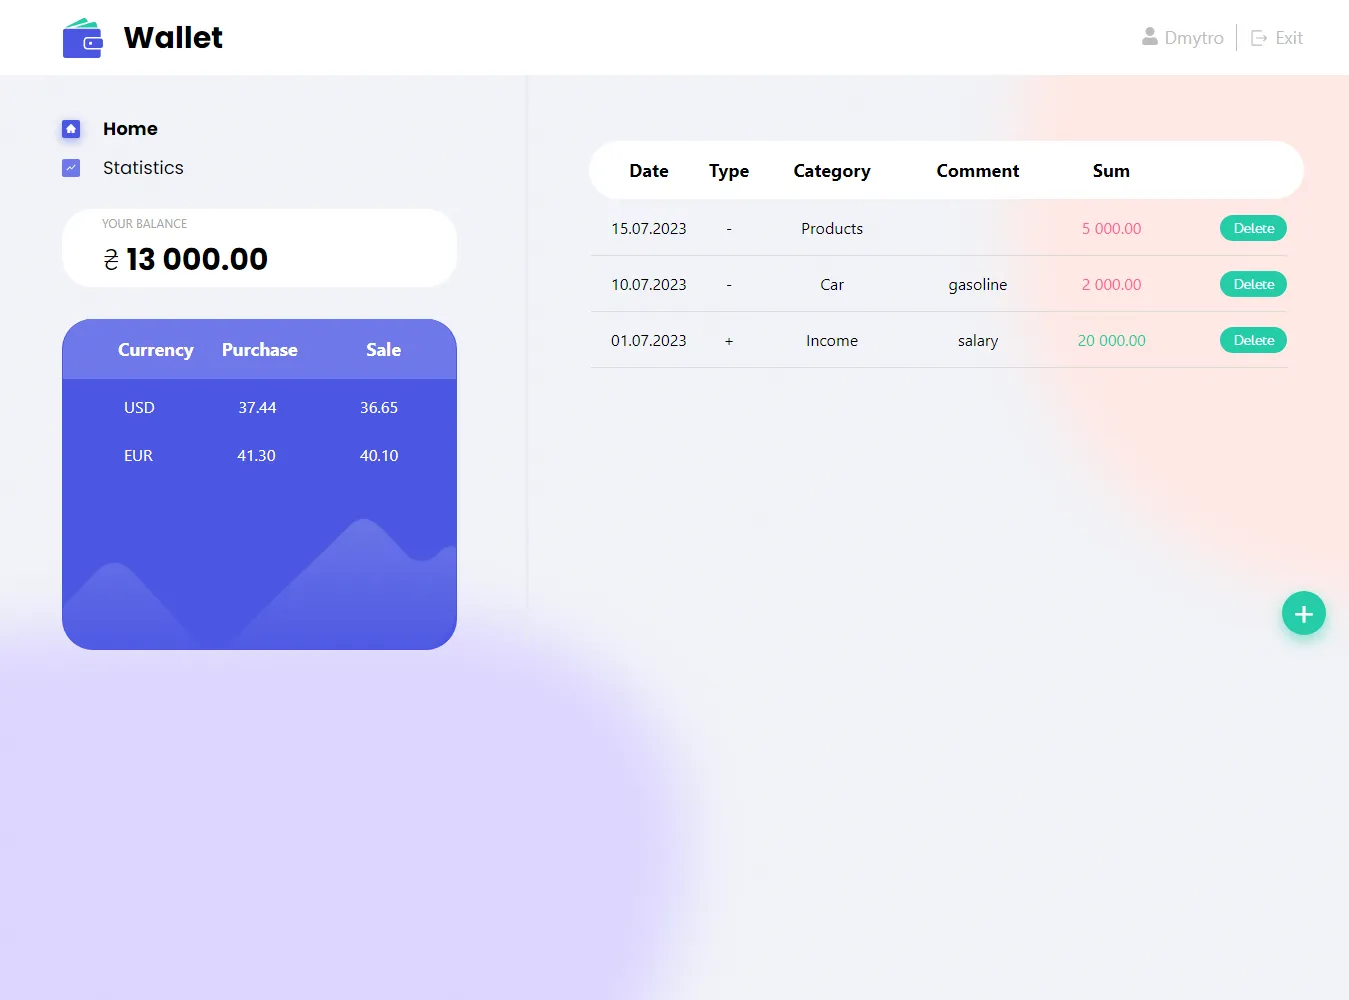 Wallet
Dmytro
Exit
Home
Statistics
YOUR BALANCE
₴ 13 000.00
Currency Purchase Sale
USD 37.44 36.65
EUR 41.30 40.10
Date Type Category Comment Sum
15.07.2023 - Products 5 000.00 Delete
10.07.2023 - Car gasoline 2 000.00 Delete
01.07.2023 + Income salary 20 000.00 Delete
+